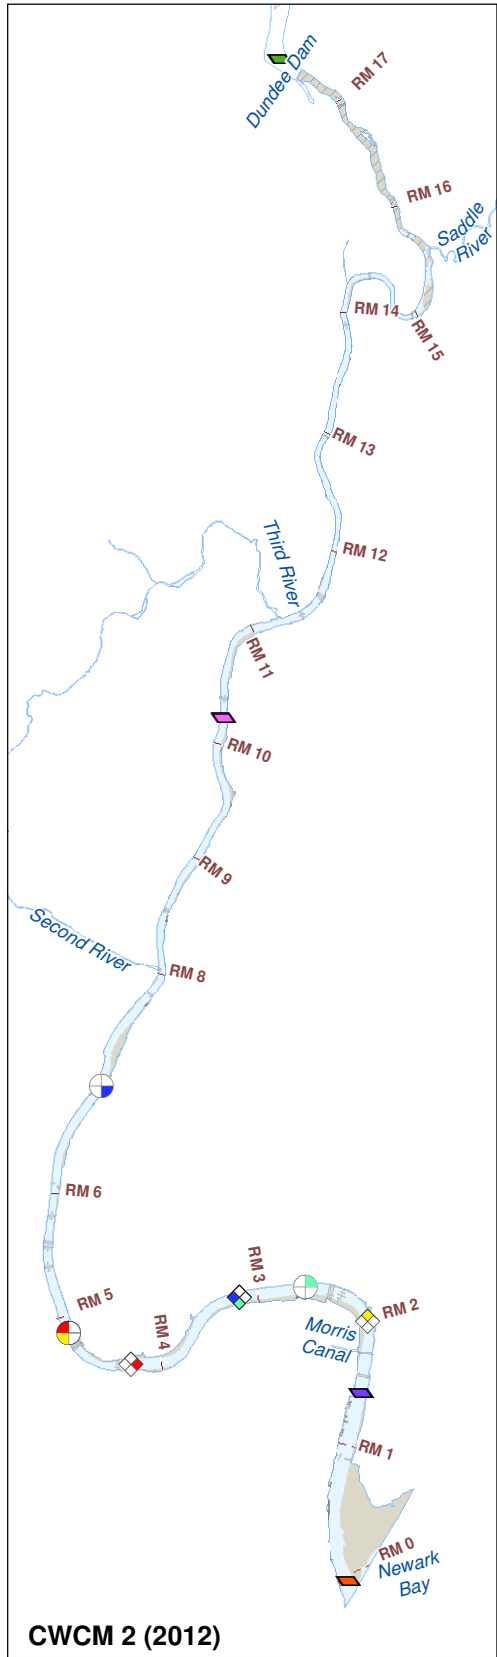 Dundee Dam
RM 17
RM 16
Saddle
River
RM 14
RM 15
RM 13
RM 12
Third River
RM 11
RM 10
RM 9
Second River
RM 8
RM 6
RM 5
RM 4
RM 3
RM 2
Morris
Canal
RM 1
RM 0
Newark
Bay
CWCM 2 (2012)